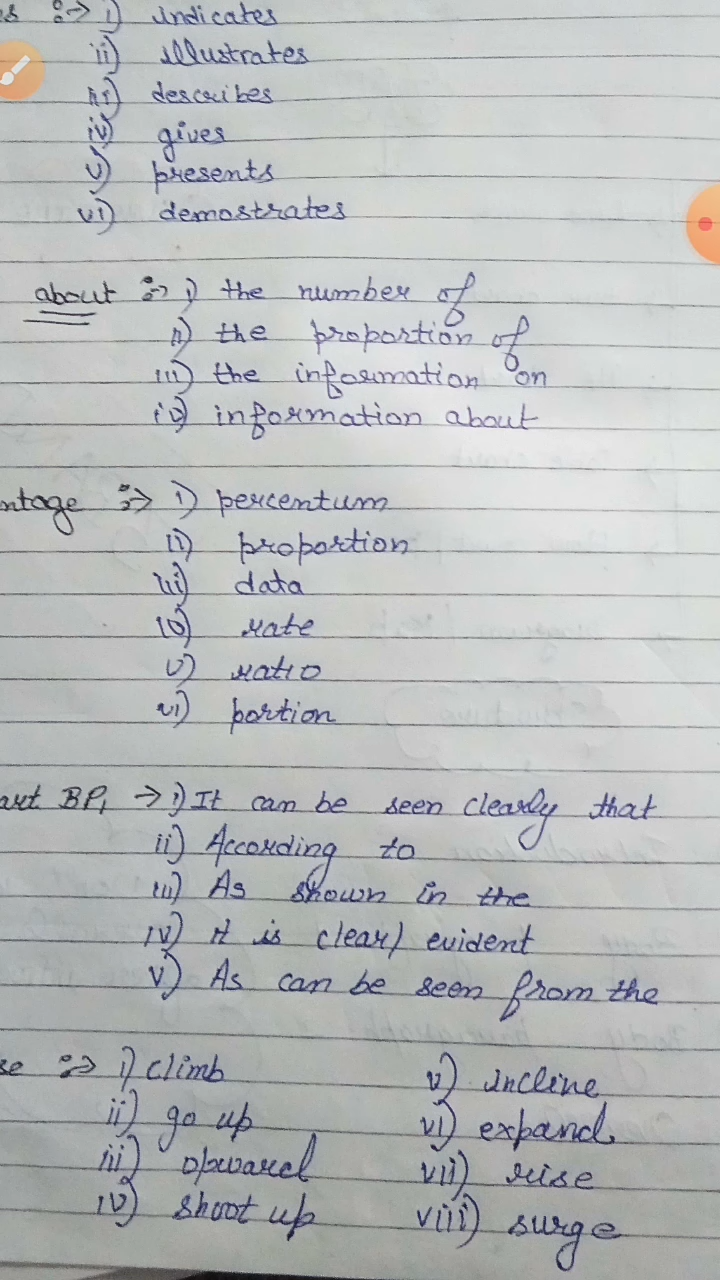 es :-> i) indicates
ii) illustrates
iii) describes
iv) gives
v) presents
vi) demostrates
about :-> i) the number of
ii) the proportion of
iii) the information on
iv) information about
ntage :-> i) percentum
ii) proportion
iii) data
iv) rate
v) ratio
vi) portion
art BP1 -> i) It can be seen clearly that
ii) According to
iii) As shown in the
iv) it is clear) evident
v) As can be seen from the
se :-> i) climb v) incline
ii) go up vi) expand
iii) upward vii) rise
iv) shoot up viii) surge